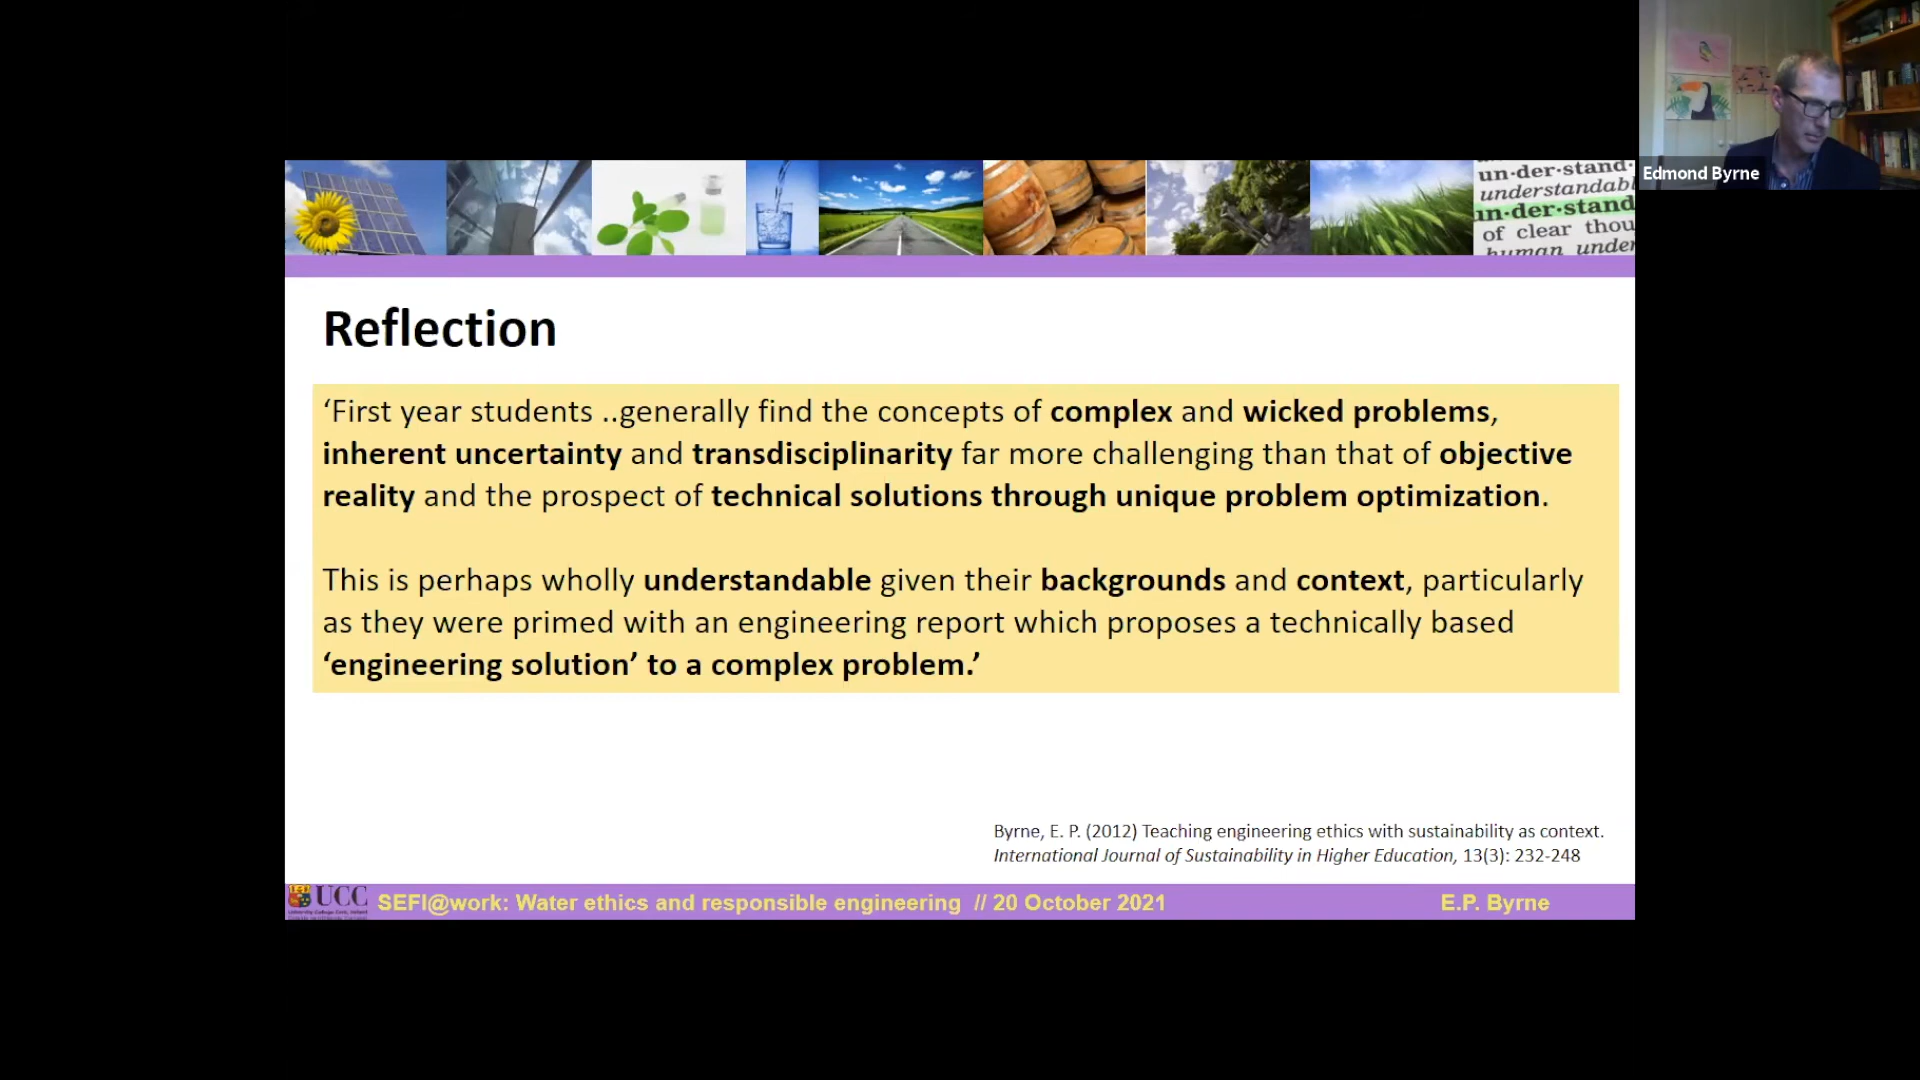 un·der·stand·
understandabl
un·der·stand
of clear thou
human under
Edmond Byrne
Reflection
‘First year students ..generally find the concepts of complex and wicked problems,
inherent uncertainty and transdisciplinarity far more challenging than that of objective
reality and the prospect of technical solutions through unique problem optimization.
This is perhaps wholly understandable given their backgrounds and context, particularly
as they were primed with an engineering report which proposes a technically based
‘engineering solution’ to a complex problem.’
Byrne, E. P. (2012) Teaching engineering ethics with sustainability as context.
International Journal of Sustainability in Higher Education, 13(3): 232-248
UCC
SEFI@work: Water ethics and responsible engineering // 20 October 2021
E.P. Byrne